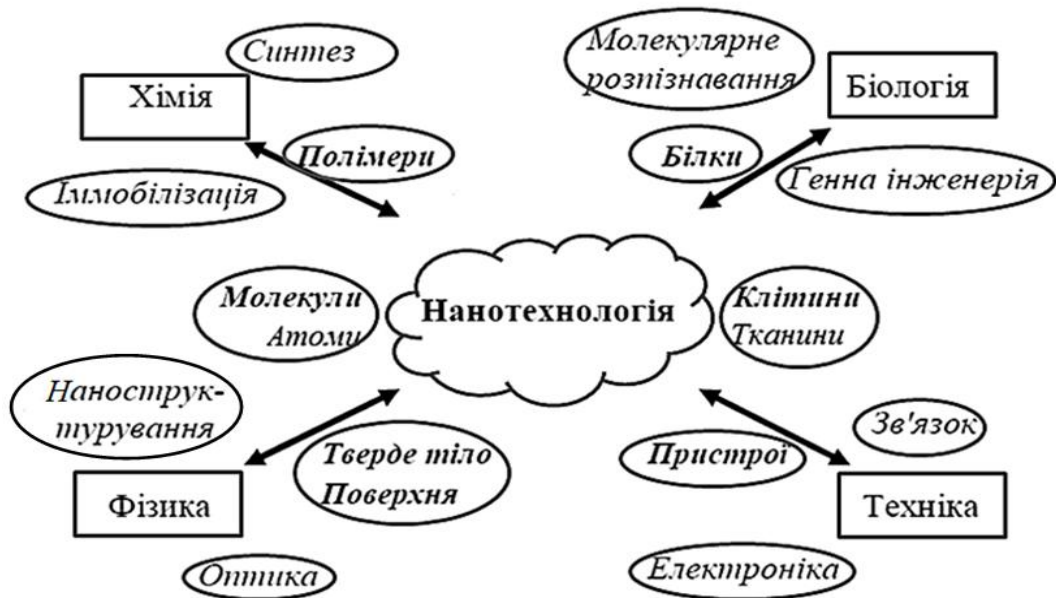 Синтез
Хімія
Полімери
Іммобілізація
Молекулярне
розпізнавання
Біологія
Білки
Генна інженерія
Молекули
Атоми
Нанотехнологія
Клітини
Тканини
Нанострук-
турування
Тверде тіло
Поверхня
Фізика
Оптика
Зв'язок
Пристрої
Техніка
Електроніка